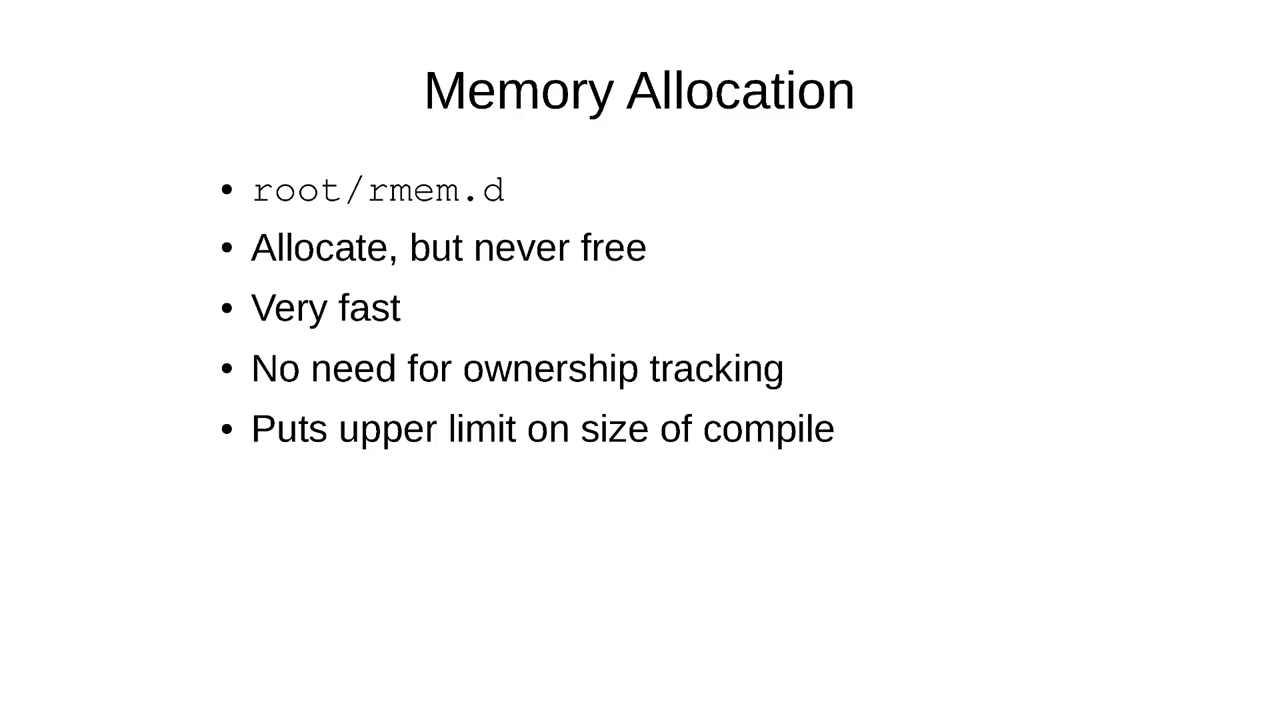 Memory Allocation
• root/rmem.d
• Allocate, but never free
• Very fast
• No need for ownership tracking
• Puts upper limit on size of compile